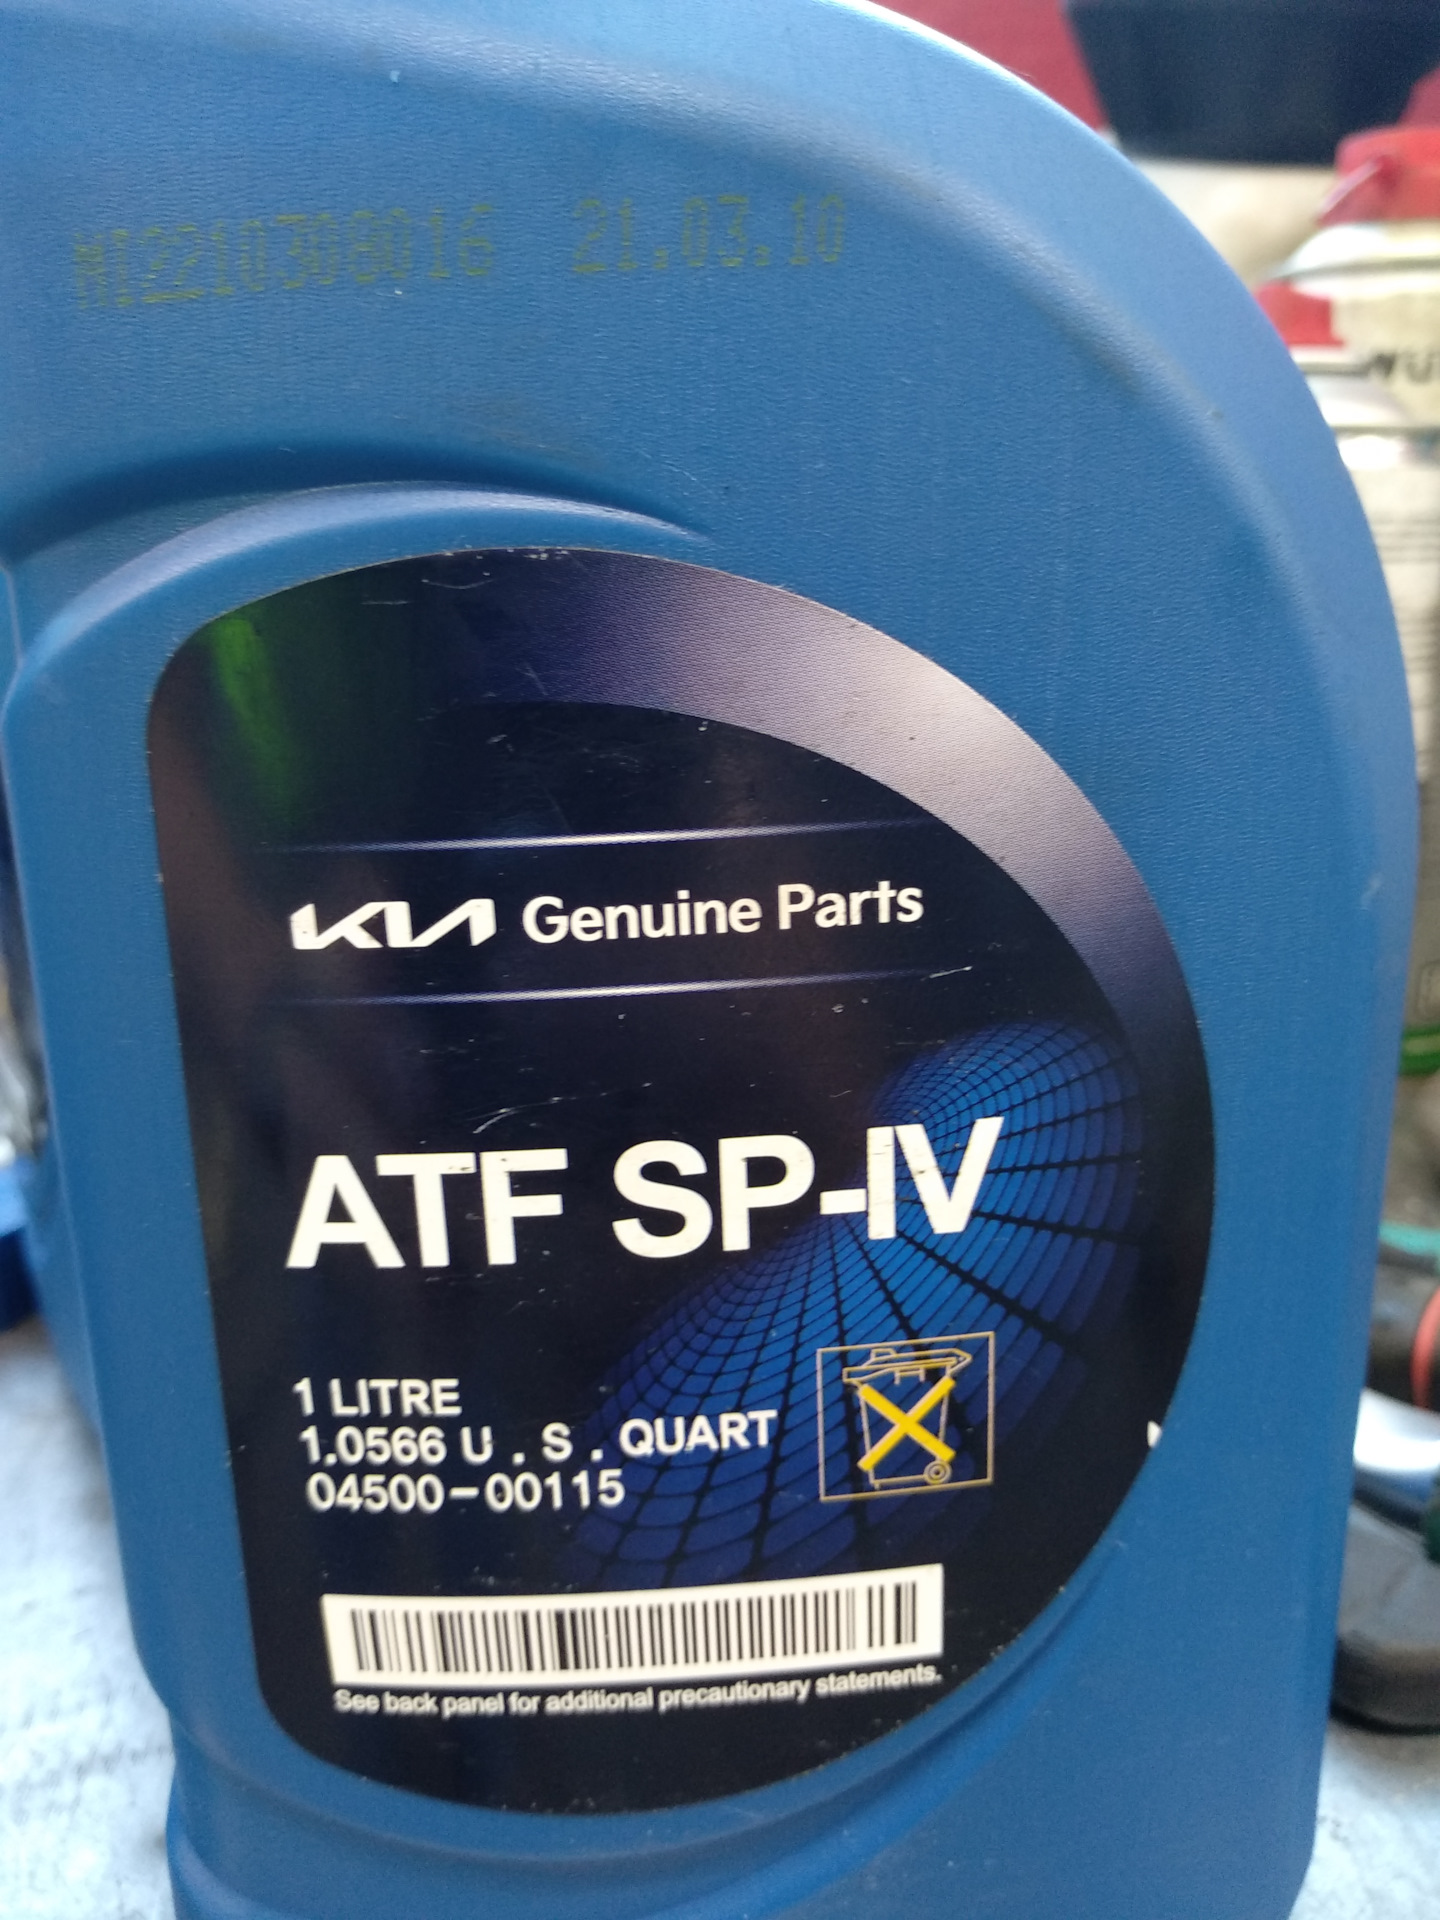 MI2210308016 21.03.10
KIA Genuine Parts
ATF SP-IV
1 LITRE
1.0566 U . S . QUART
04500-00115
See back panel for additional precautionary statements.